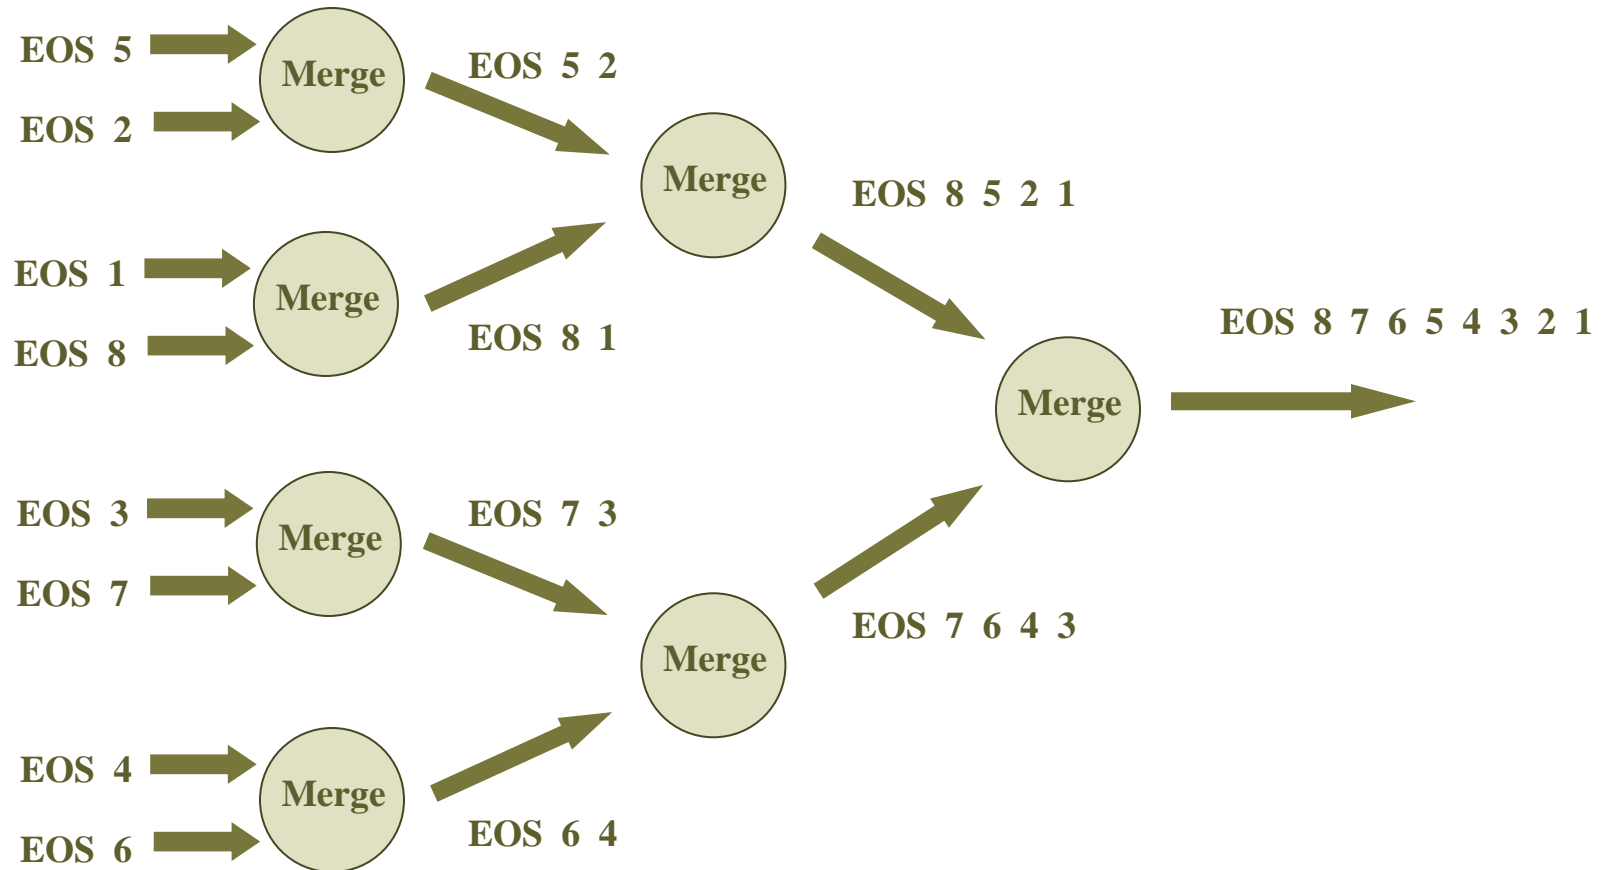 EOS 5
Merge
EOS 5 2
EOS 2
Merge
EOS 8 5 2 1
EOS 1
Merge
EOS 8 1
EOS 8
EOS 8 7 6 5 4 3 2 1
Merge
EOS 3
Merge
EOS 7 3
EOS 7
EOS 7 6 4 3
Merge
EOS 4
Merge
EOS 6 4
EOS 6